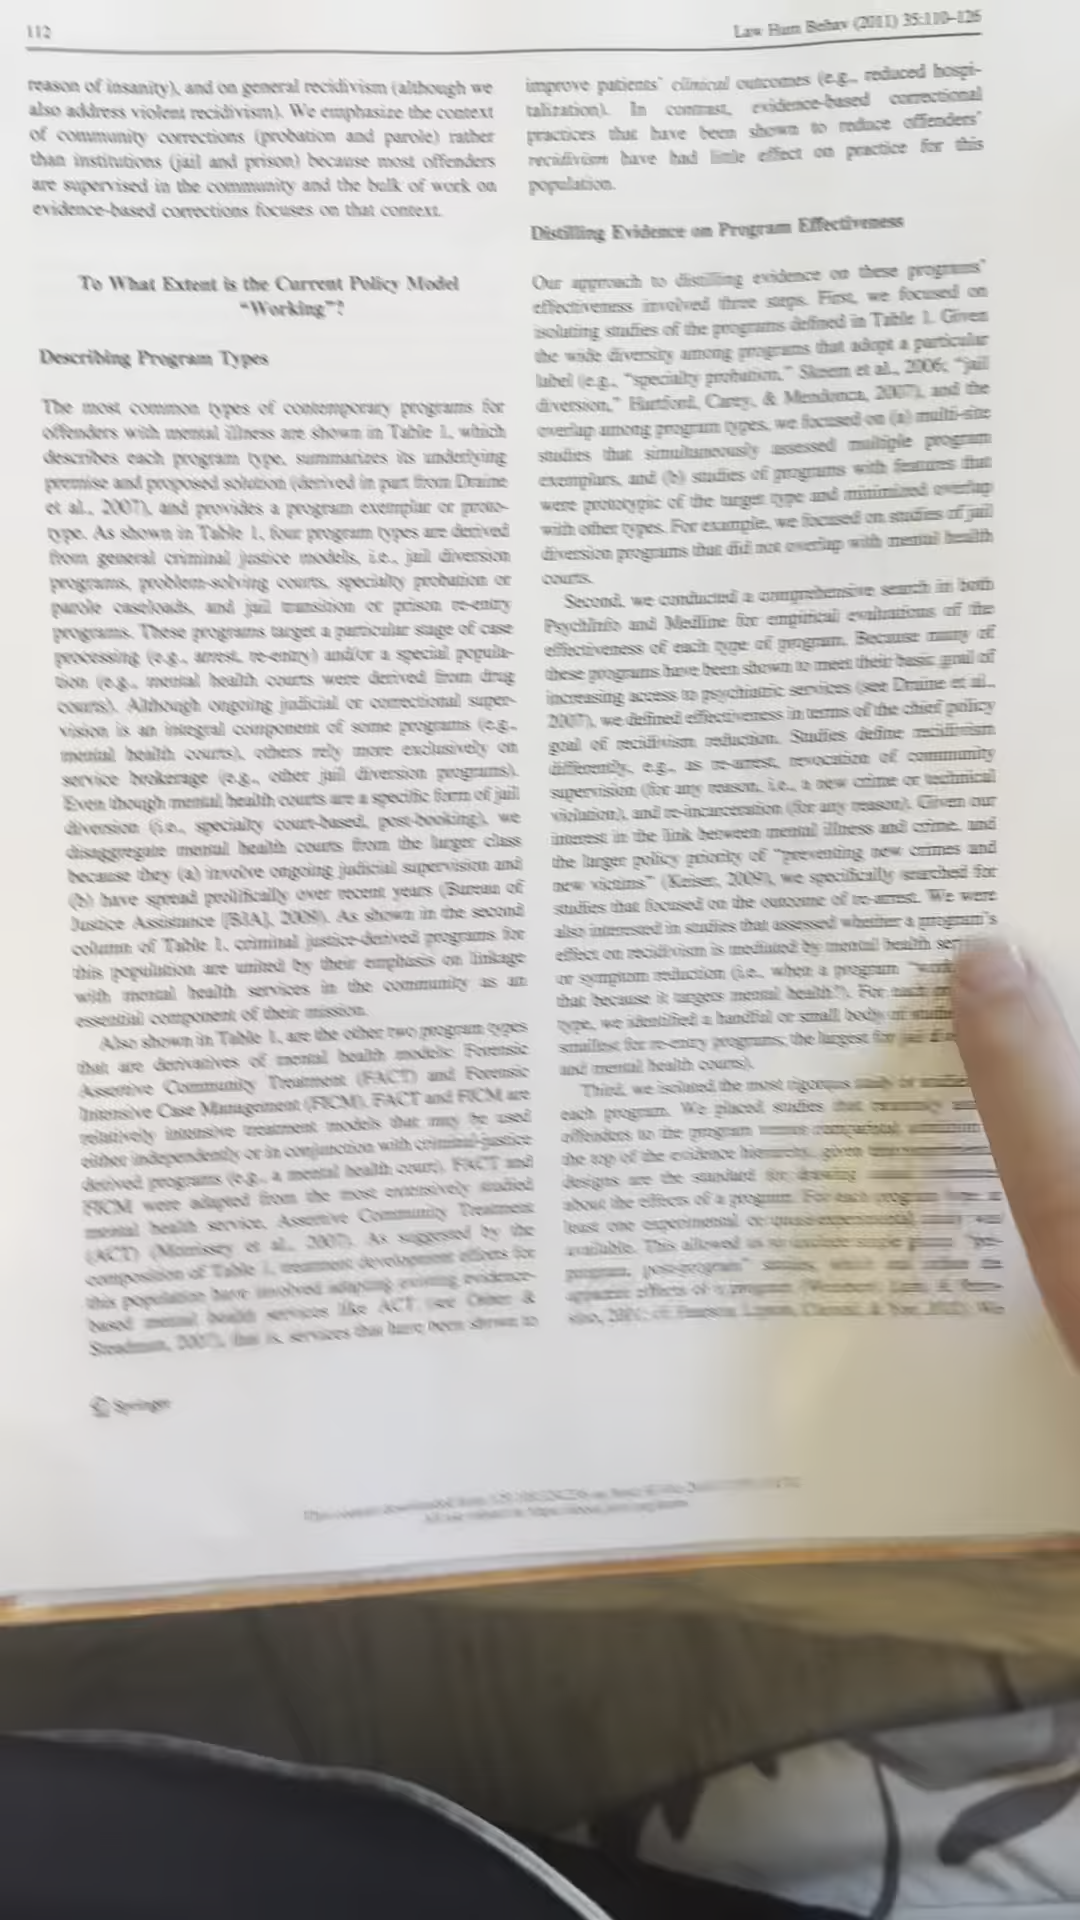 112
Law Hum Behav (2011) 35:110–126
reason of insanity), and on general recidivism (although we
also address violent recidivism). We emphasize the context
of community corrections (probation and parole) rather
than institutions (jail and prison) because most offenders
are supervised in the community and the bulk of work on
evidence-based corrections focuses on that context.
To What Extent is the Current Policy Model
“Working”?
Describing Program Types
The most common types of contemporary programs for
offenders with mental illness are shown in Table 1, which
describes each program type, summarizes its underlying
premise and proposed solution (derived in part from Draine
et al., 2007), and provides a program exemplar or proto-
type. As shown in Table 1, four program types are derived
from general criminal justice models, i.e., jail diversion
programs, problem-solving courts, specialty probation or
parole caseloads, and jail transition or prison re-entry
programs. These programs target a particular stage of case
processing (e.g., arrest, re-entry) and/or a special popula-
tion (e.g., mental health courts were derived from drug
courts). Although ongoing judicial or correctional super-
vision is an integral component of some programs (e.g.,
mental health courts), others rely more exclusively on
service brokerage (e.g., other jail diversion programs).
Even though mental health courts are a specific form of jail
diversion (i.e., specialty court-based, post-booking), we
disaggregate mental health courts from the larger class
because they (a) involve ongoing judicial supervision and
(b) have spread prolifically over recent years (Bureau of
Justice Assistance [BJA], 2009). As shown in the second
column of Table 1, criminal justice-derived programs for
this population are united by their emphasis on linkage
with mental health services in the community as an
essential component of their mission.
Also shown in Table 1, are the other two program types
that are derivatives of mental health models: Forensic
Assertive Community Treatment (FACT) and Forensic
Intensive Case Management (FICM). FACT and FICM are
relatively intensive treatment models that may be used
either independently or in conjunction with criminal-justice
derived programs (e.g., a mental health court). FACT and
FICM were adapted from the most extensively studied
mental health service, Assertive Community Treatment
(ACT) (Morrissey et al., 2007). As suggested by the
composition of Table 1, treatment development efforts for
this population have involved adapting existing evidence-
based mental health services like ACT (see Osher &
Steadman, 2007), that is, services that have been shown to
improve patients’ clinical outcomes (e.g., reduced hospi-
talization). In contrast, evidence-based correctional
practices that have been shown to reduce offenders’
recidivism have had little effect on practice for this
population.
Distilling Evidence on Program Effectiveness
Our approach to distilling evidence on these programs’
effectiveness involved three steps. First, we focused on
isolating studies of the programs defined in Table 1. Given
the wide diversity among programs that adopt a particular
label (e.g., “specialty probation,” Skeem et al., 2006; “jail
diversion,” Hartford, Carey, & Mendonca, 2007), and the
overlap among program types, we focused on (a) multi-site
studies that simultaneously assessed multiple program
exemplars, and (b) studies of programs with features that
were prototypic of the target type and minimized overlap
with other types. For example, we focused on studies of jail
diversion programs that did not overlap with mental health
courts.
Second, we conducted a comprehensive search in both
PsychInfo and Medline for empirical evaluations of the
effectiveness of each type of program. Because many of
these programs have been shown to meet their basic goal of
increasing access to psychiatric services (see Draine et al.,
2007), we defined effectiveness in terms of the chief policy
goal of recidivism reduction. Studies define recidivism
differently, e.g., as re-arrest, revocation of community
supervision (for any reason, i.e., a new crime or technical
violation), and re-incarceration (for any reason). Given our
interest in the link between mental illness and crime, and
the larger policy priority of “preventing new crimes and
new victims” (Keiser, 2009), we specifically searched for
studies that focused on the outcome of re-arrest. We were
also interested in studies that assessed whether a program’s
effect on recidivism is mediated by mental health
or symptom reduction (i.e., when a program
that because it targets mental health?). For each
type, we identified a handful or small body of
smallest for re-entry programs; the largest for jail
and mental health courts).
Third, we isolated the most rigorous
each program. We placed studies that
offenders to the program
the top of the evidence hierarchy, given
designs are the standard for drawing
about the effects of a program. For each program type, at
least one experimental or quasi-experimental study was
available. This allowed us to exclude simple
program, post-program” studies, which
apparent effects of a program
Springer